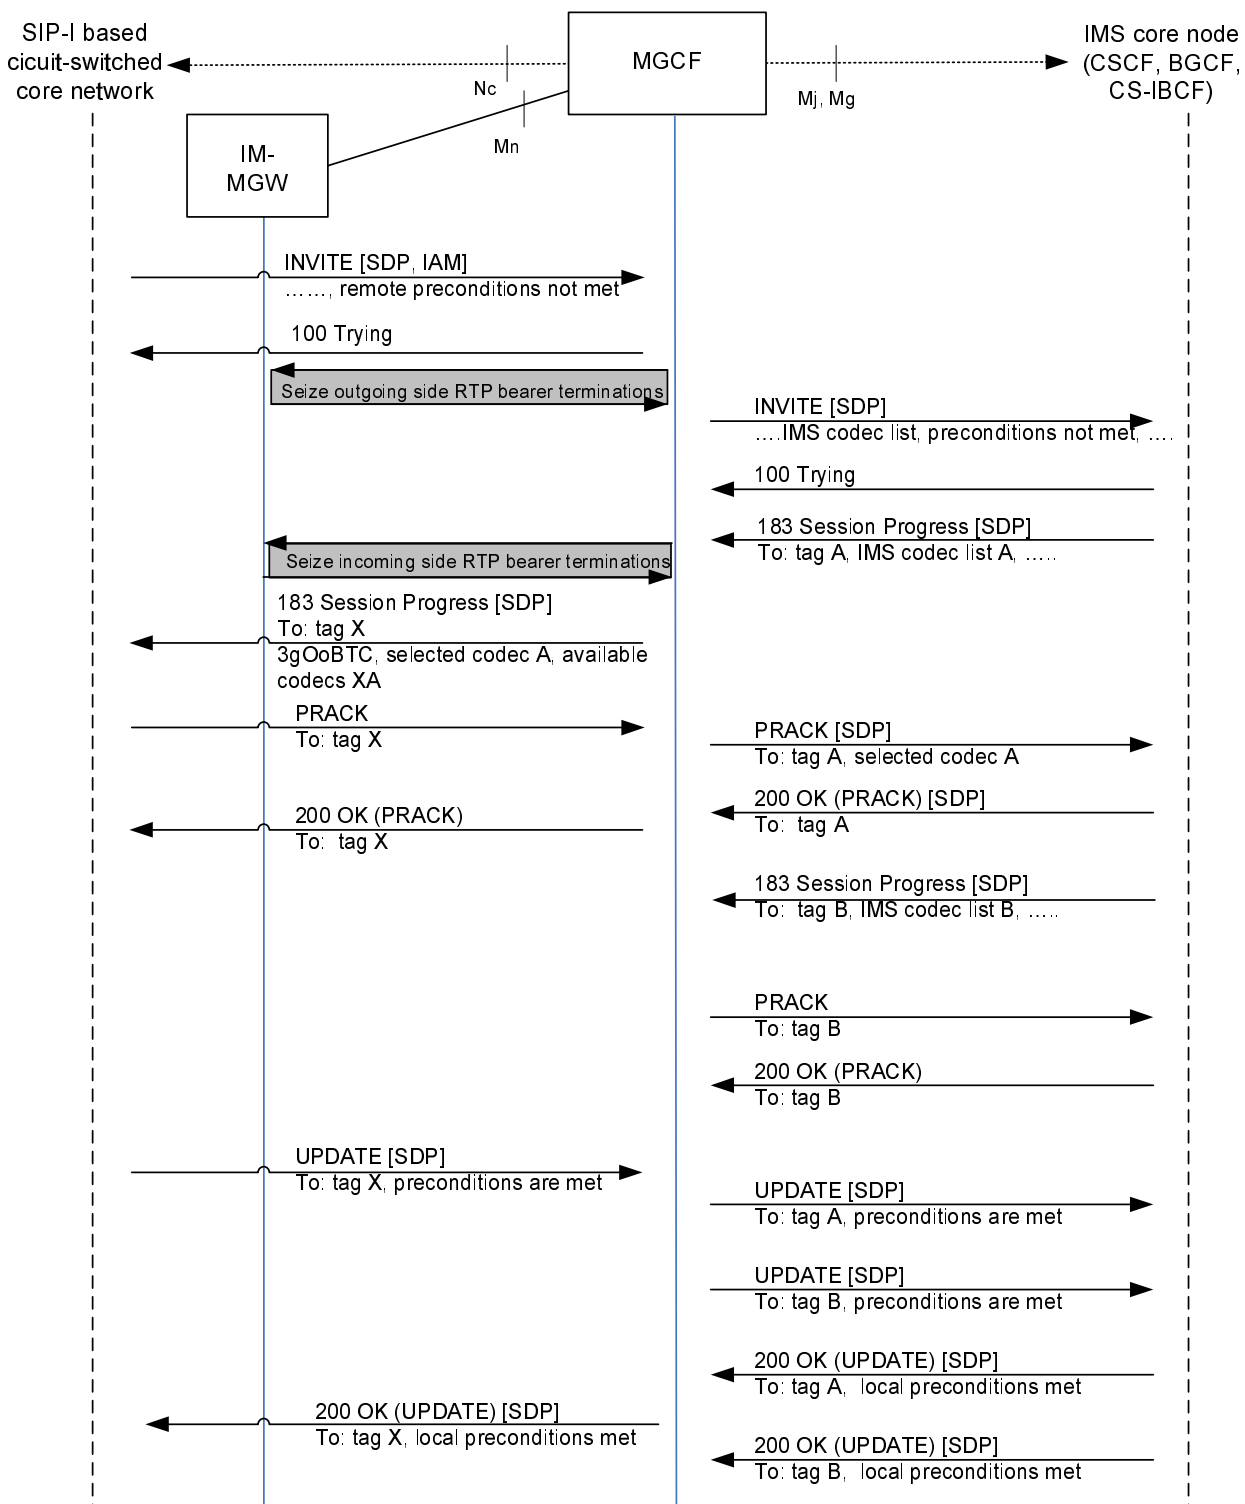 SIP-I based
cicuit-switched
core network
MGCF
IMS core node
(CSCF, BGCF,
CS-IBCF)
Nc
Mj, Mg
Mn
IM-
MGW
INVITE [SDP, IAM]
……, remote preconditions not met
100 Trying
Seize outgoing side RTP bearer terminations
INVITE [SDP]
….IMS codec list, preconditions not met, ….
100 Trying
183 Session Progress [SDP]
To: tag A, IMS codec list A, …..
Seize incoming side RTP bearer terminations
183 Session Progress [SDP]
To: tag X
3gOoBTC, selected codec A, available
codecs XA
PRACK
To: tag X
PRACK [SDP]
To: tag A, selected codec A
200 OK (PRACK) [SDP]
To: tag A
200 OK (PRACK)
To: tag X
183 Session Progress [SDP]
To: tag B, IMS codec list B, …..
PRACK
To: tag B
200 OK (PRACK)
To: tag B
UPDATE [SDP]
To: tag X, preconditions are met
UPDATE [SDP]
To: tag A, preconditions are met
UPDATE [SDP]
To: tag B, preconditions are met
200 OK (UPDATE) [SDP]
To: tag A, local preconditions met
200 OK (UPDATE) [SDP]
To: tag X, local preconditions met
200 OK (UPDATE) [SDP]
To: tag B, local preconditions met